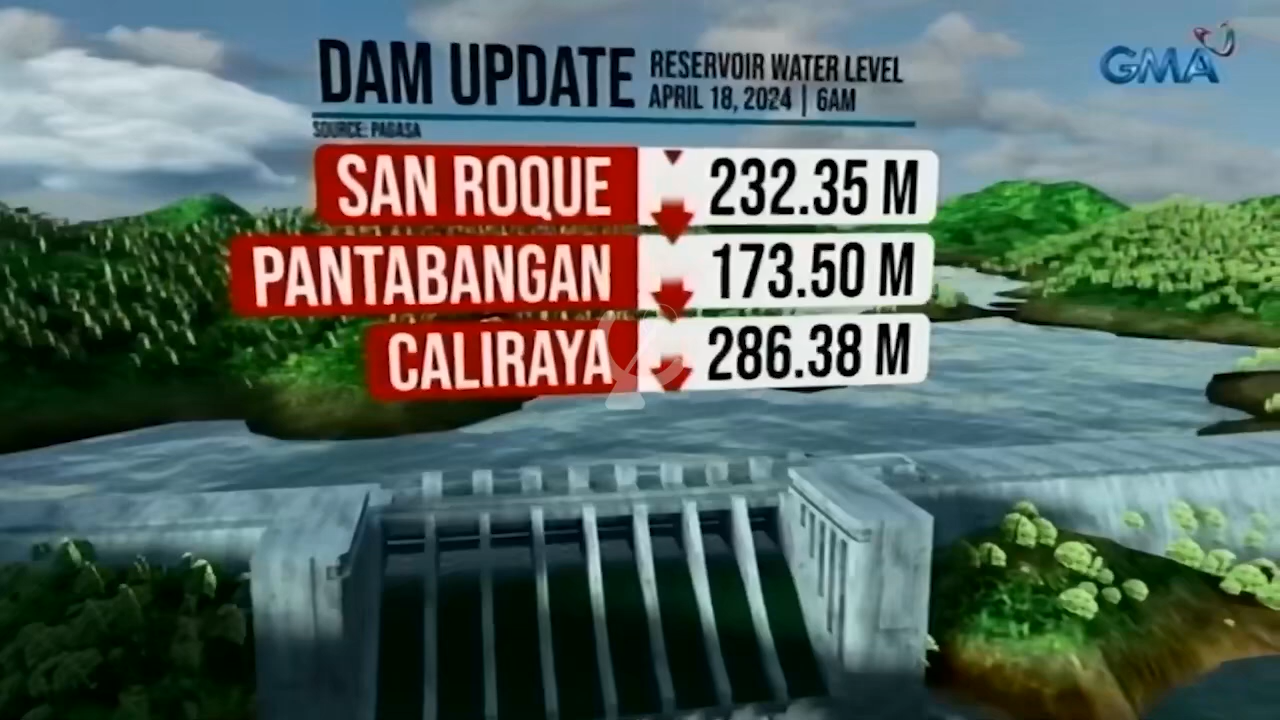 DAM UPDATE
RESERVOIR WATER LEVEL
APRIL 18, 2024 | 6AM
GMA
SOURCE: PAGASA
SAN ROQUE 232.35 M
PANTABANGAN 173.50 M
CALIRAYA 286.38 M